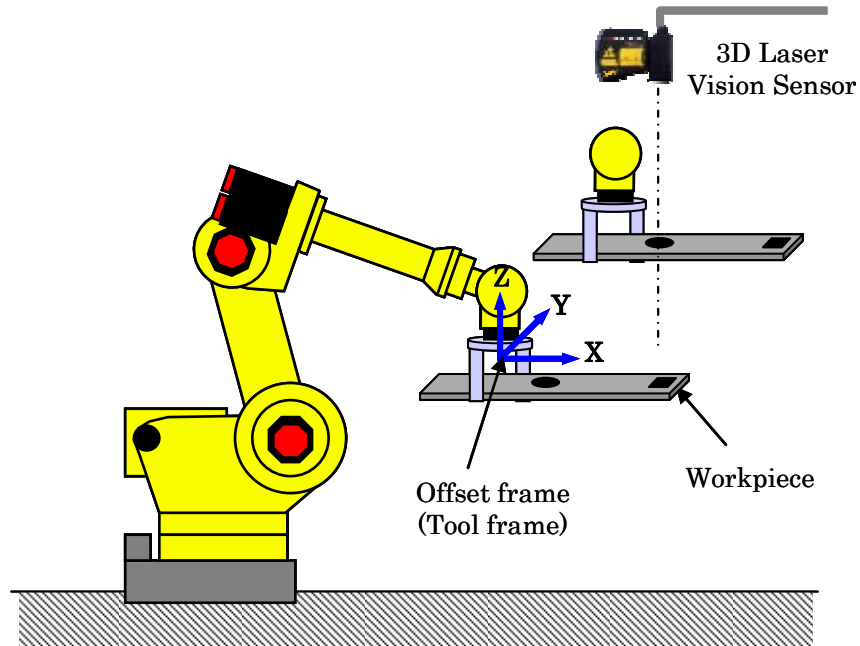 3D Laser
Vision Sensor
Z
Y
X
Workpiece
Offset frame
(Tool frame)